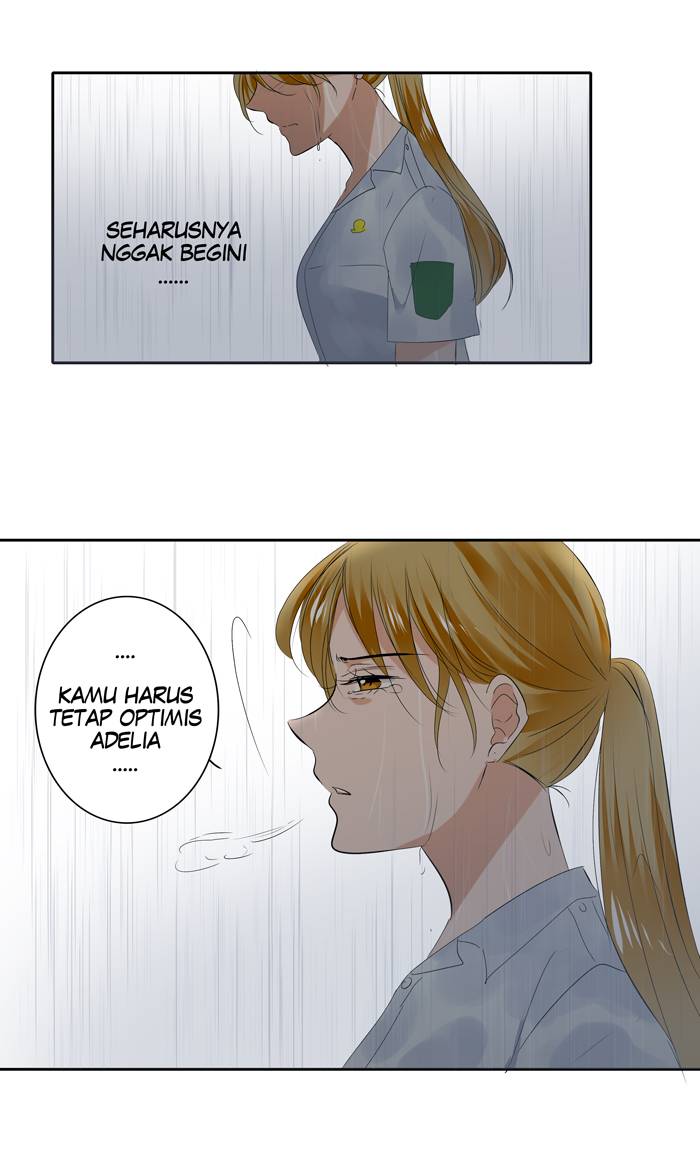 SEHARUSNYA
NGGAK BEGINI
......
....
KAMU HARUS
TETAP OPTIMIS
ADELIA
.....